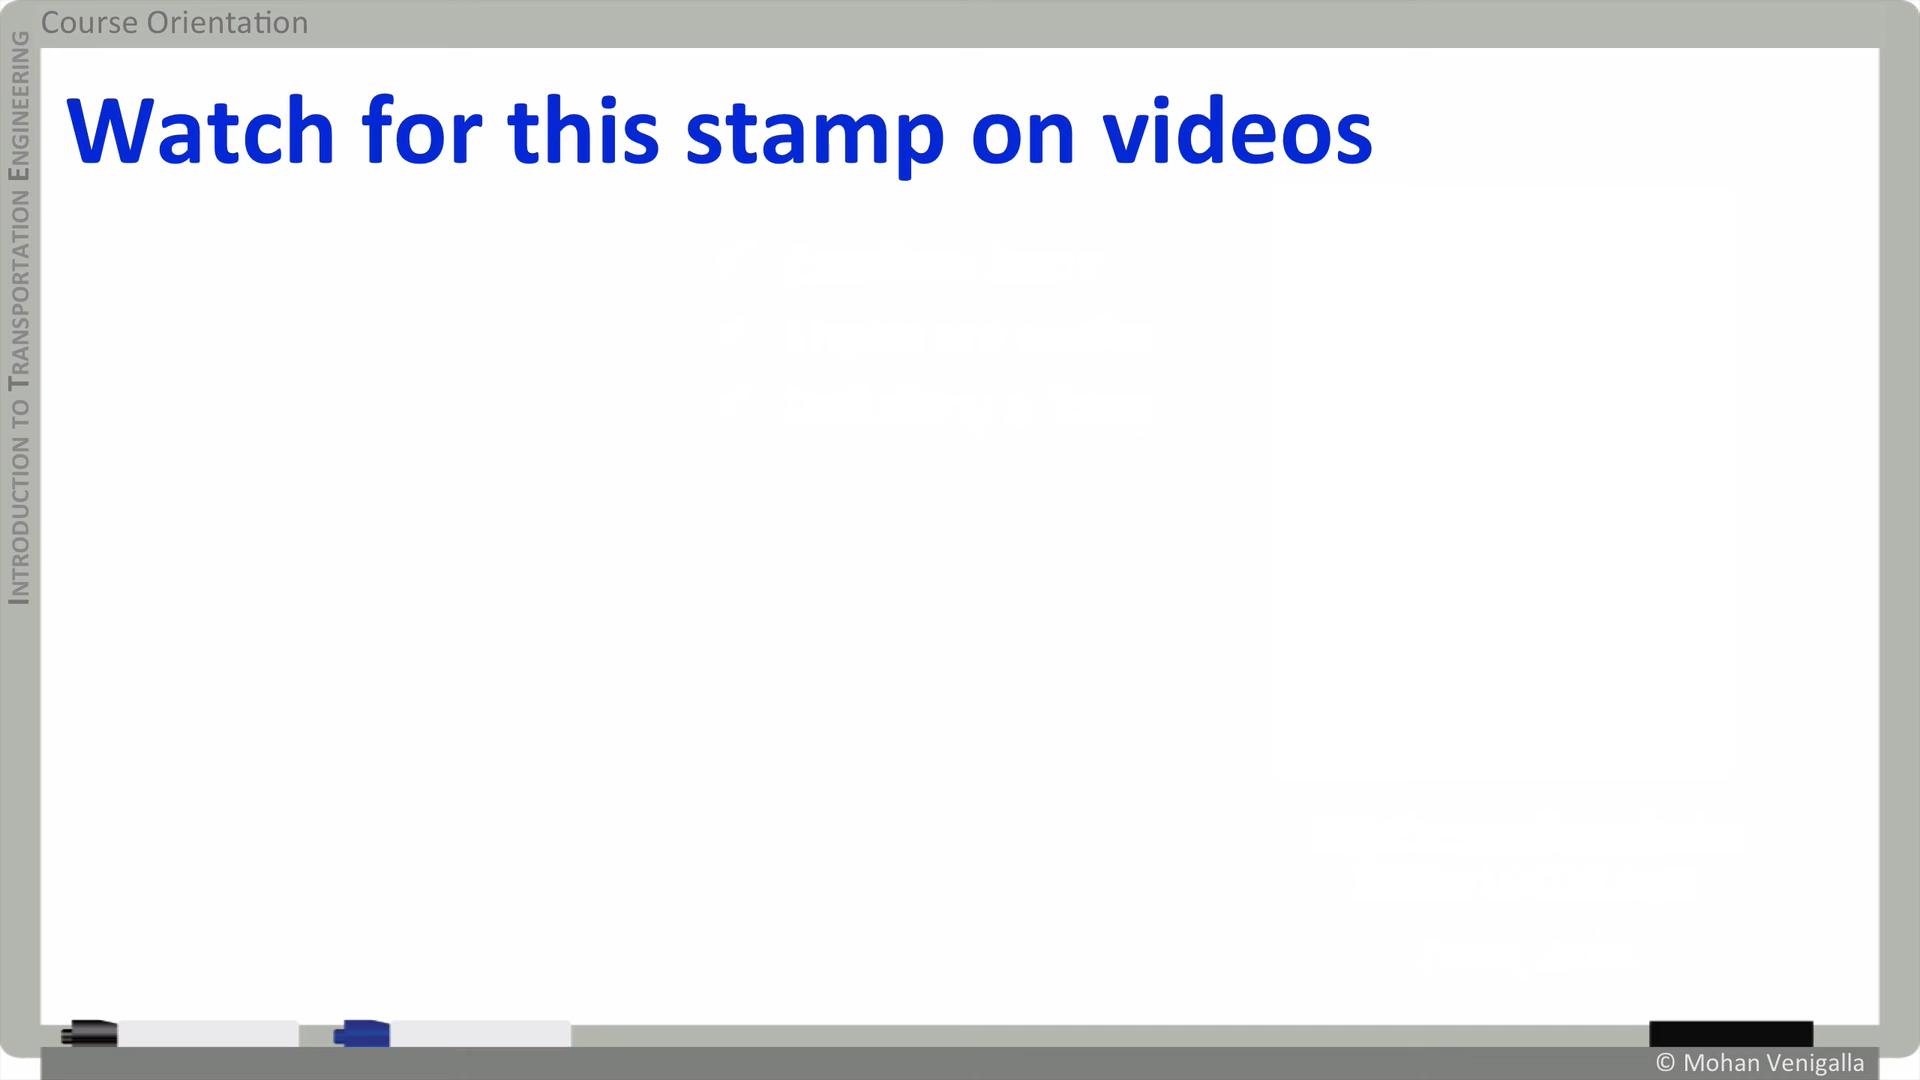 Course Orientation
INTRODUCTION TO TRANSPORTATION ENGINEERING
Watch for this stamp on videos
© Mohan Venigalla